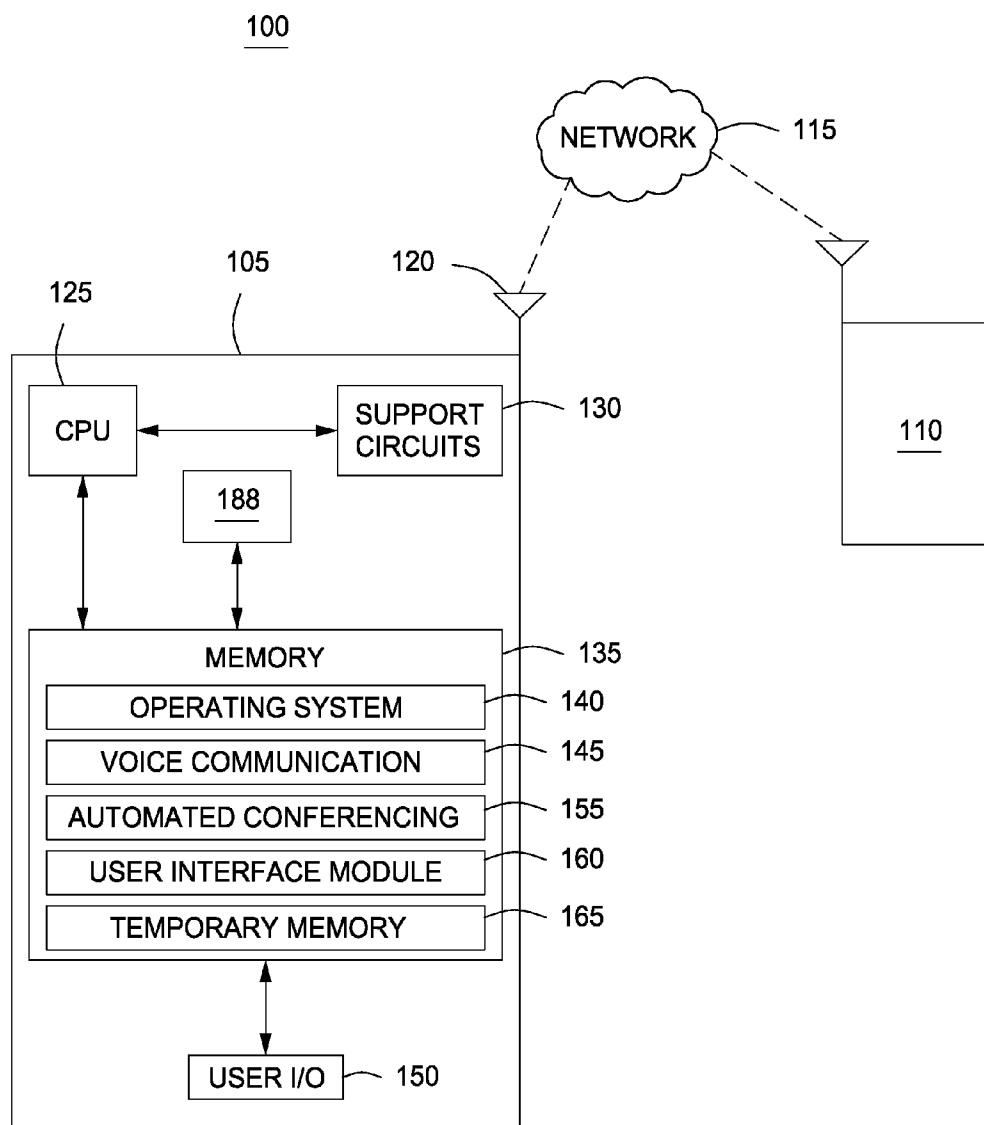 100
NETWORK
115
120
105
125
CPU
SUPPORT
CIRCUITS
130
110
188
MEMORY
135
OPERATING SYSTEM
140
VOICE COMMUNICATION
145
AUTOMATED CONFERENCING
155
USER INTERFACE MODULE
160
TEMPORARY MEMORY
165
USER I/O
150